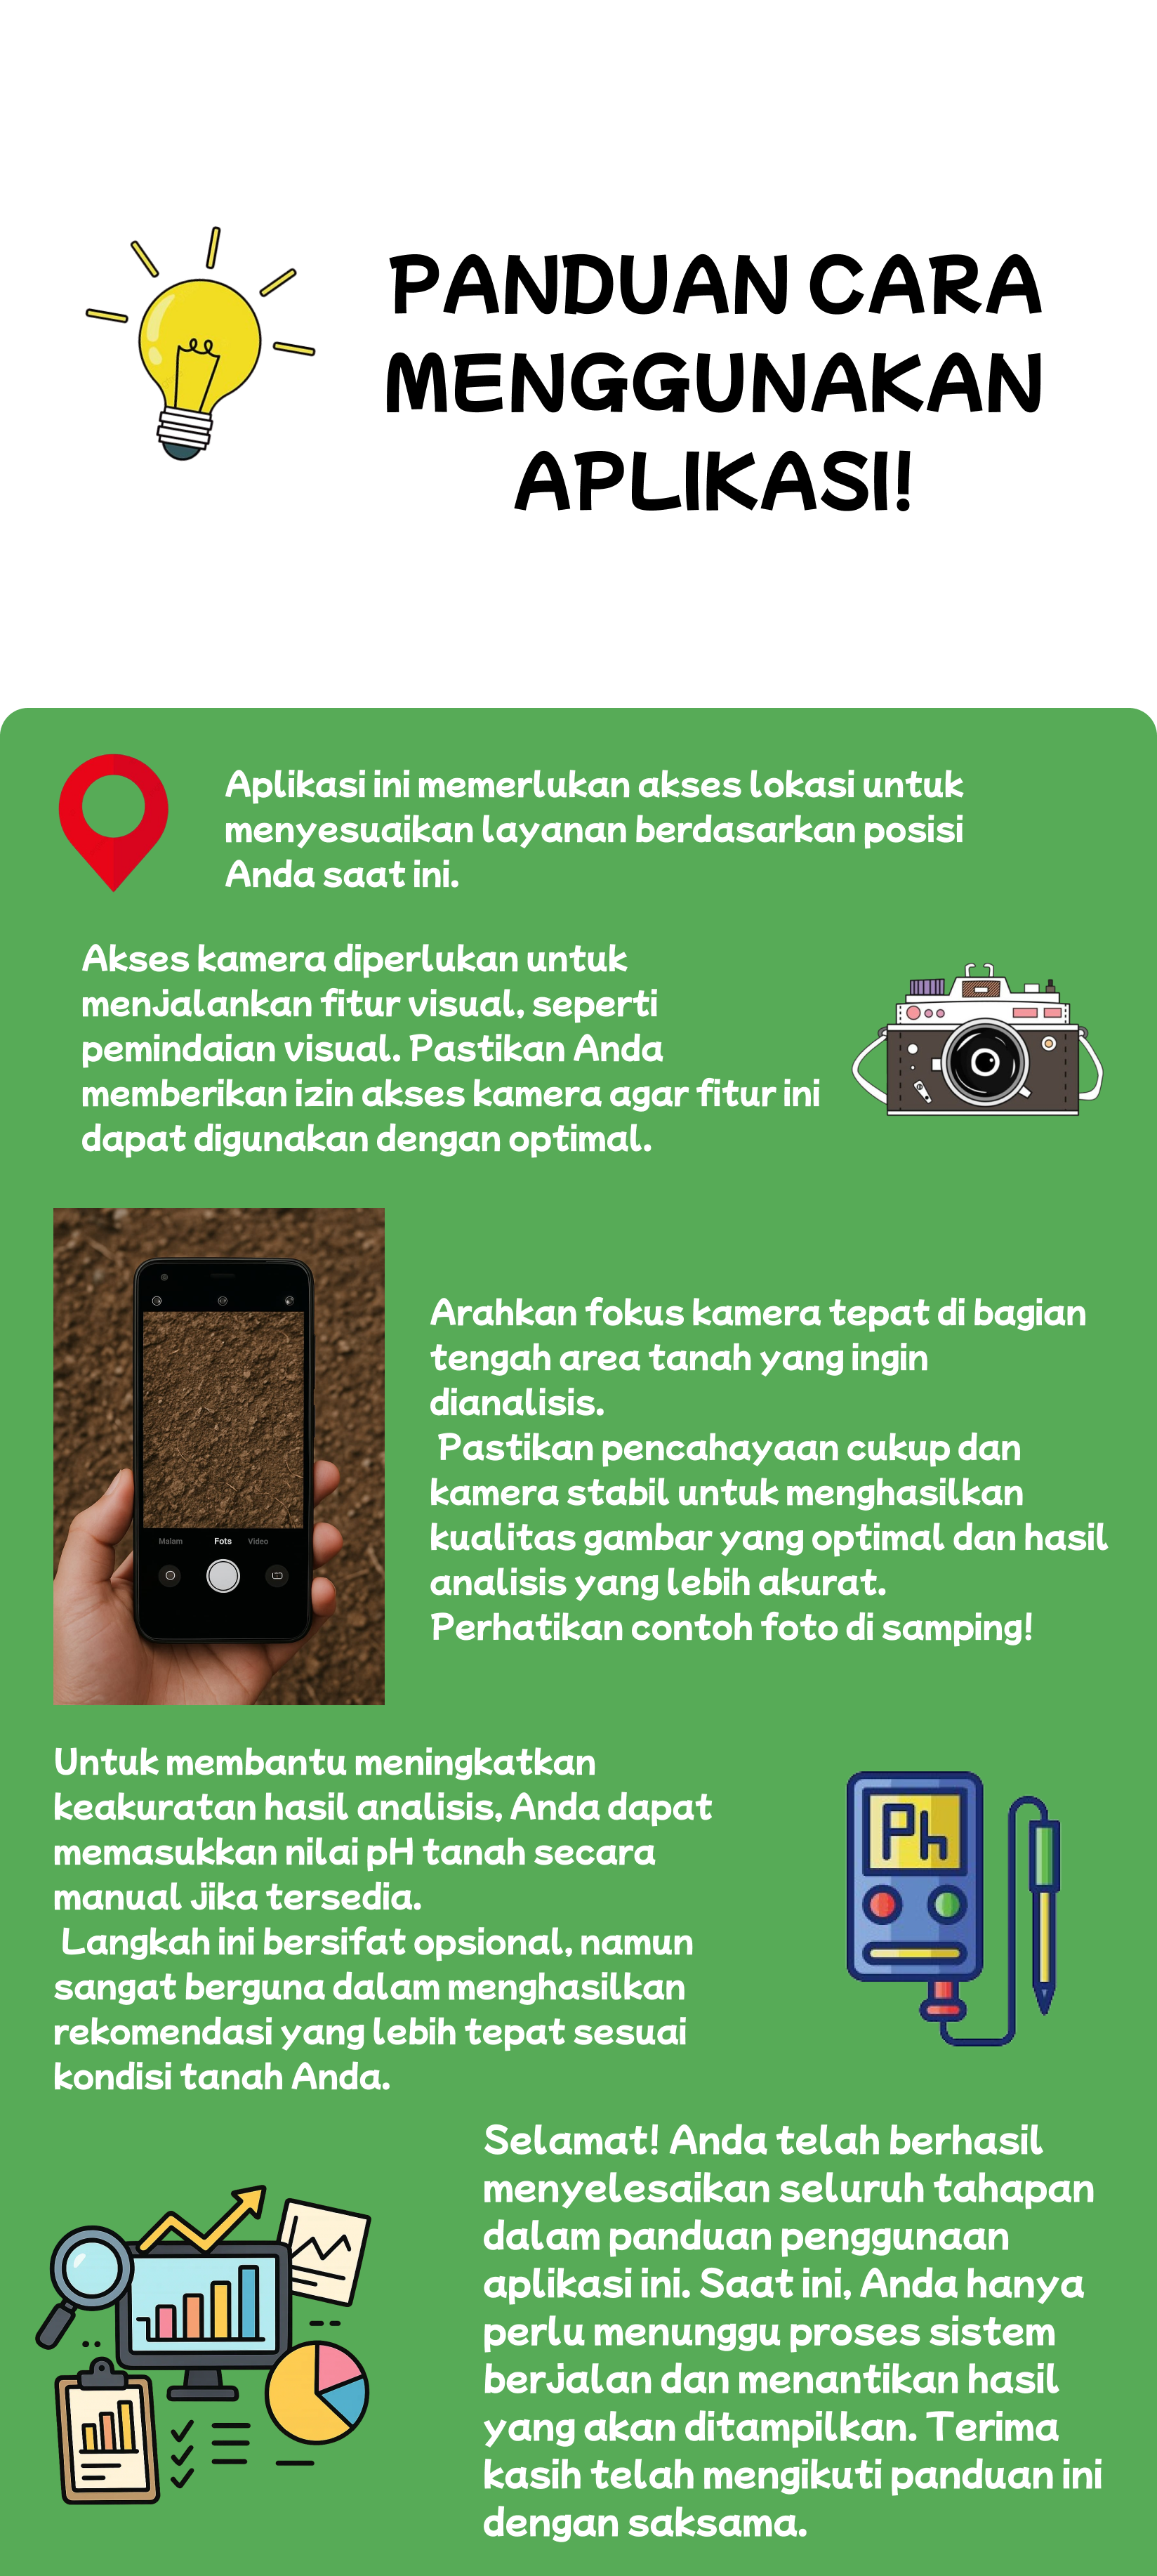 PANDUAN CARA
MENGGUNAKAN
APLIKASI!
Aplikasi ini memerlukan akses lokasi untuk
menyesuaikan layanan berdasarkan posisi
Anda saat ini.
Akses kamera diperlukan untuk
menjalankan fitur visual, seperti
pemindaian visual. Pastikan Anda
memberikan izin akses kamera agar fitur ini
dapat digunakan dengan optimal.
Malam Fots Video
Arahkan fokus kamera tepat di bagian
tengah area tanah yang ingin
dianalisis.
Pastikan pencahayaan cukup dan
kamera stabil untuk menghasilkan
kualitas gambar yang optimal dan hasil
analisis yang lebih akurat.
Perhatikan contoh foto di samping!
Untuk membantu meningkatkan
keakuratan hasil analisis, Anda dapat
memasukkan nilai pH tanah secara
manual jika tersedia.
Langkah ini bersifat opsional, namun
sangat berguna dalam menghasilkan
rekomendasi yang lebih tepat sesuai
kondisi tanah Anda.
Ph
Selamat! Anda telah berhasil
menyelesaikan seluruh tahapan
dalam panduan penggunaan
aplikasi ini. Saat ini, Anda hanya
perlu menunggu proses sistem
berjalan dan menantikan hasil
yang akan ditampilkan. Terima
kasih telah mengikuti panduan ini
dengan saksama.